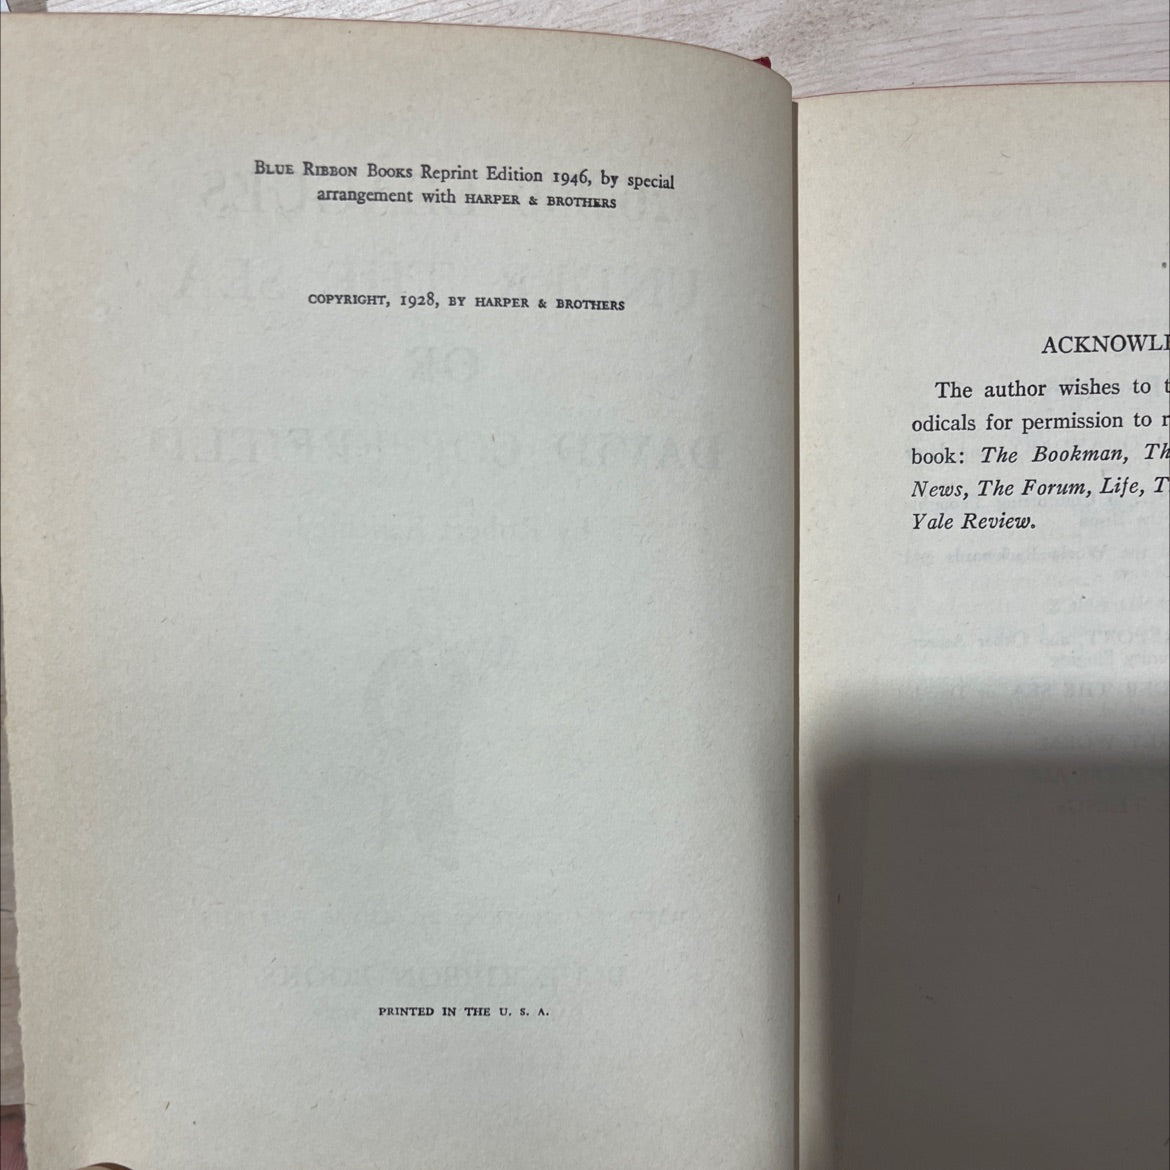 BLUE RIBBON BOOKS Reprint Edition 1946, by special
arrangement with HARPER & BROTHERS
COPYRIGHT, 1928, BY HARPER & BROTHERS
PRINTED IN THE U. S. A.
ACKNOWLE
The author wishes to t
odicals for permission to r
book: The Bookman, Th
News, The Forum, Life, T
Yale Review.